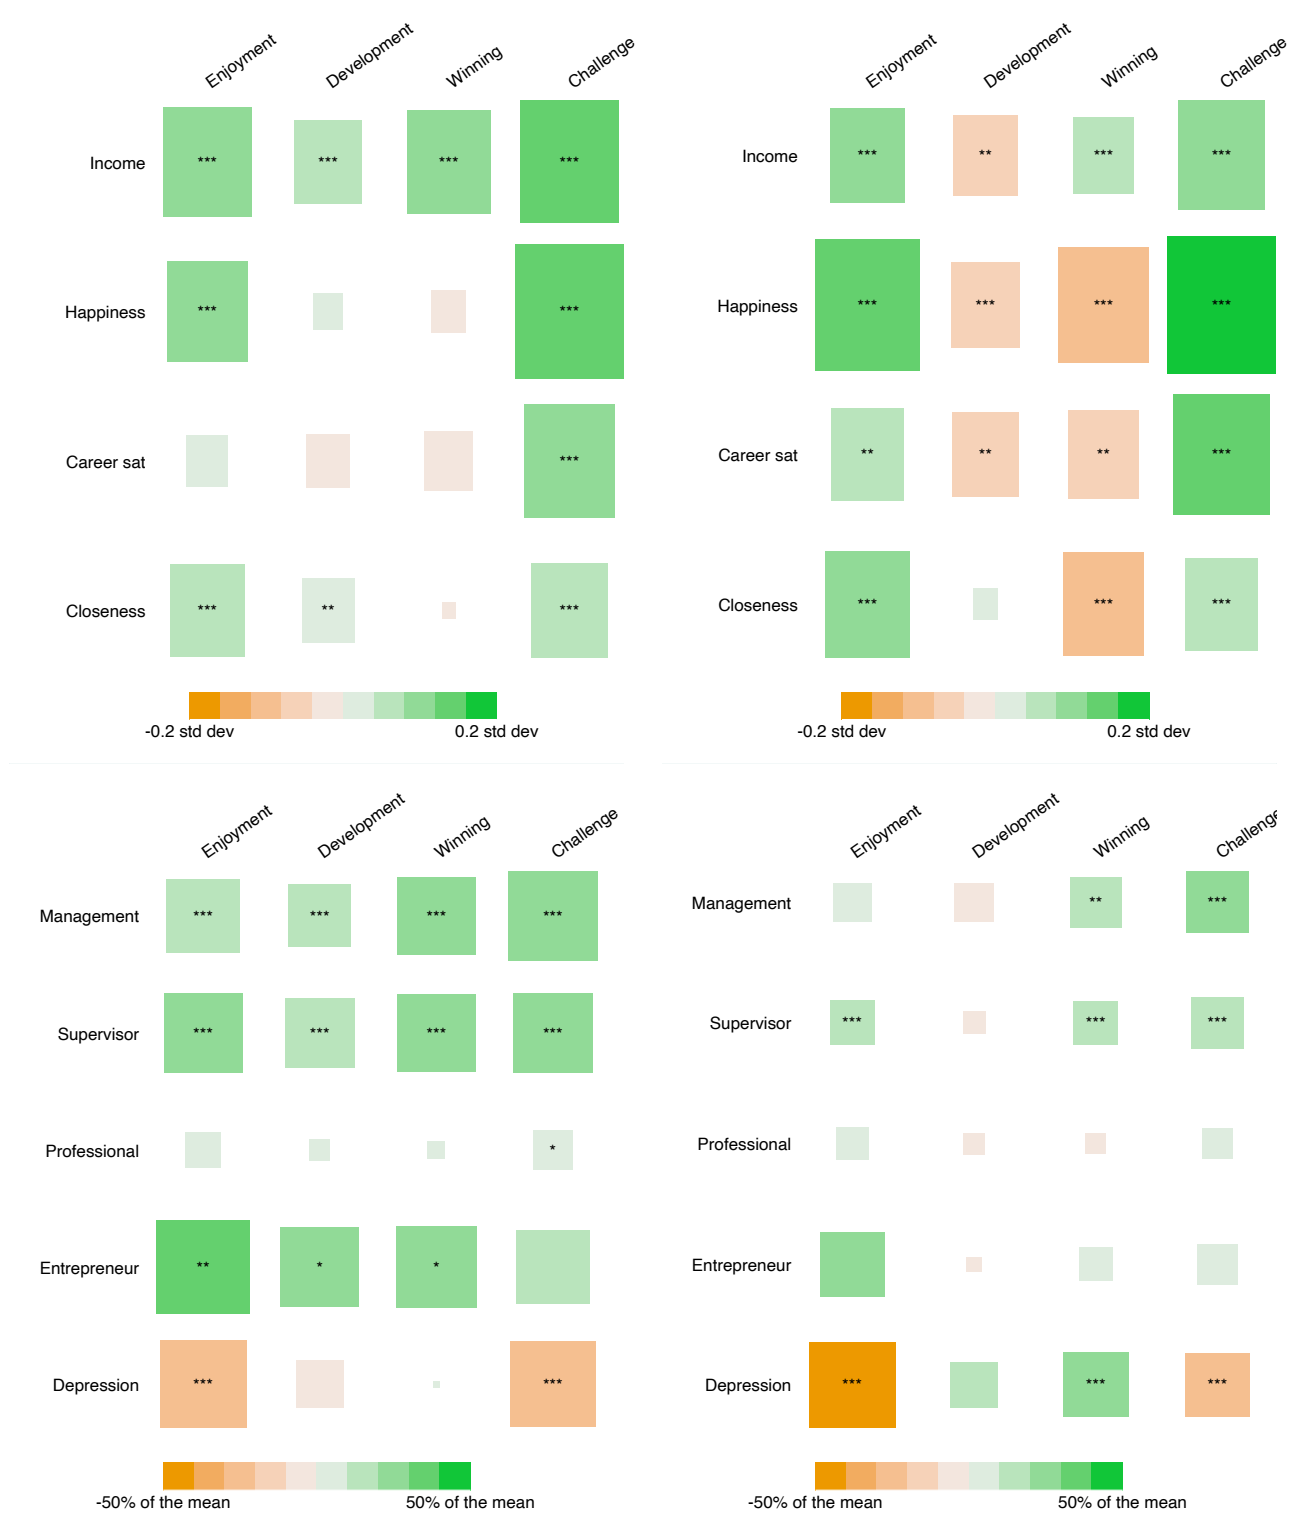 Enjoyment Development Winning Challenge
Income *** *** *** ***
Happiness *** ***
Career sat ***
Closeness *** ** ***
-0.2 std dev 0.2 std dev
Enjoyment Development Winning Challenge
Income *** ** *** ***
Happiness *** *** *** ***
Career sat ** ** ** ***
Closeness *** *** ***
-0.2 std dev 0.2 std dev
Enjoyment Development Winning Challenge
Management *** *** *** ***
Supervisor *** *** *** ***
Professional *
Entrepreneur ** * *
Depression *** ***
-50% of the mean 50% of the mean
Enjoyment Development Winning Challenge
Management ** ***
Supervisor *** *** ***
Professional
Entrepreneur
Depression *** *** ***
-50% of the mean 50% of the mean